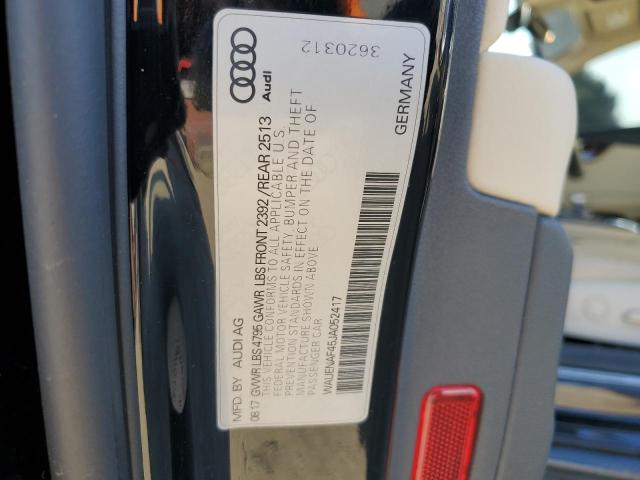 MFD. BY AUDI AG
08 17 GVWR LBS 4795 GAWR LBS FRONT 2392 /REAR 2513
THIS VEHICLE CONFORMS TO ALL APPLICABLE U.S.
FEDERAL MOTOR VEHICLE SAFETY, BUMPER AND THEFT
PREVENTION STANDARDS IN EFFECT ON THE DATE OF
MANUFACTURE SHOWN ABOVE
PASSENGER CAR
WAUENAF45JA052417
GERMANY
Audi
3620312